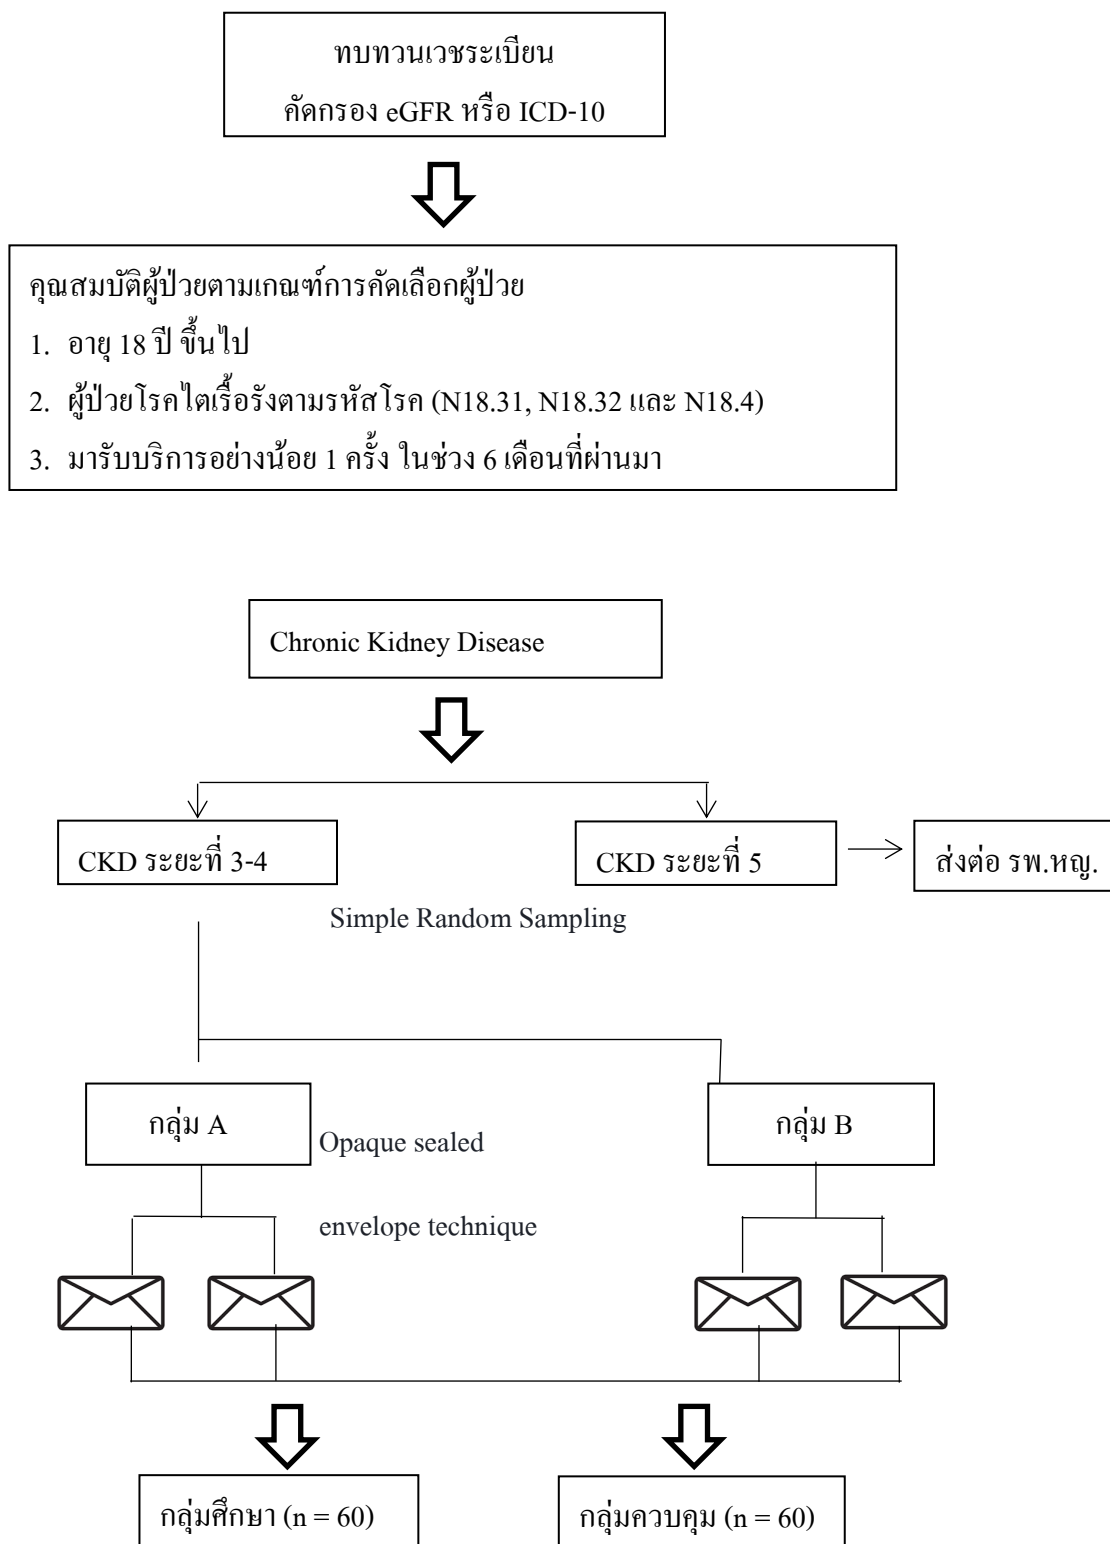 ทบทวนเวชระเบียน
คัดกรอง eGFR หรือ ICD-10
คุณสมบัติผู้ป่วยตามเกณฑ์การคัดเลือกผู้ป่วย
1. อายุ 18 ปี ขึ้นไป
2. ผู้ป่วยโรคไตเรื้อรังตามรหัสโรค (N18.31, N18.32 และ N18.4)
3. มารับบริการอย่างน้อย 1 ครั้ง ในช่วง 6 เดือนที่ผ่านมา
Chronic Kidney Disease
CKD ระยะที่ 3-4
CKD ระยะที่ 5
ส่งต่อ รพ.หญ.
Simple Random Sampling
กลุ่ม A
กลุ่ม B
Opaque sealed
envelope technique
กลุ่มศึกษา (n = 60)
กลุ่มควบคุม (n = 60)